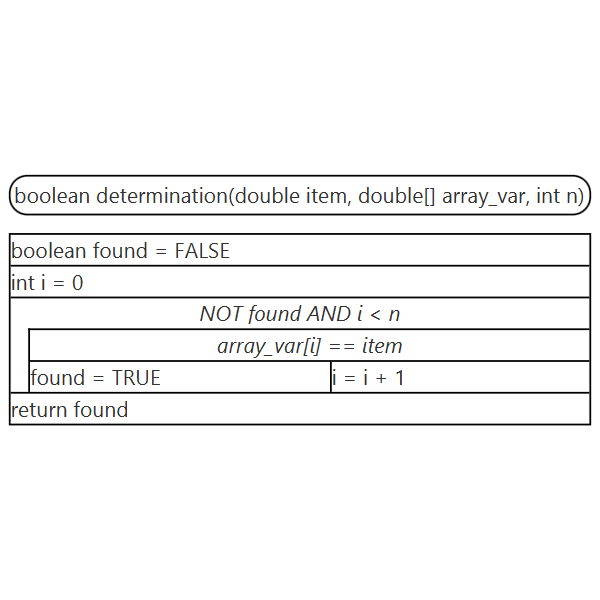 boolean determination(double item, double[] array_var, int n)
boolean found = FALSE
int i = 0
NOT found AND i < n
array_var[i] == item
found = TRUE
i = i + 1
return found